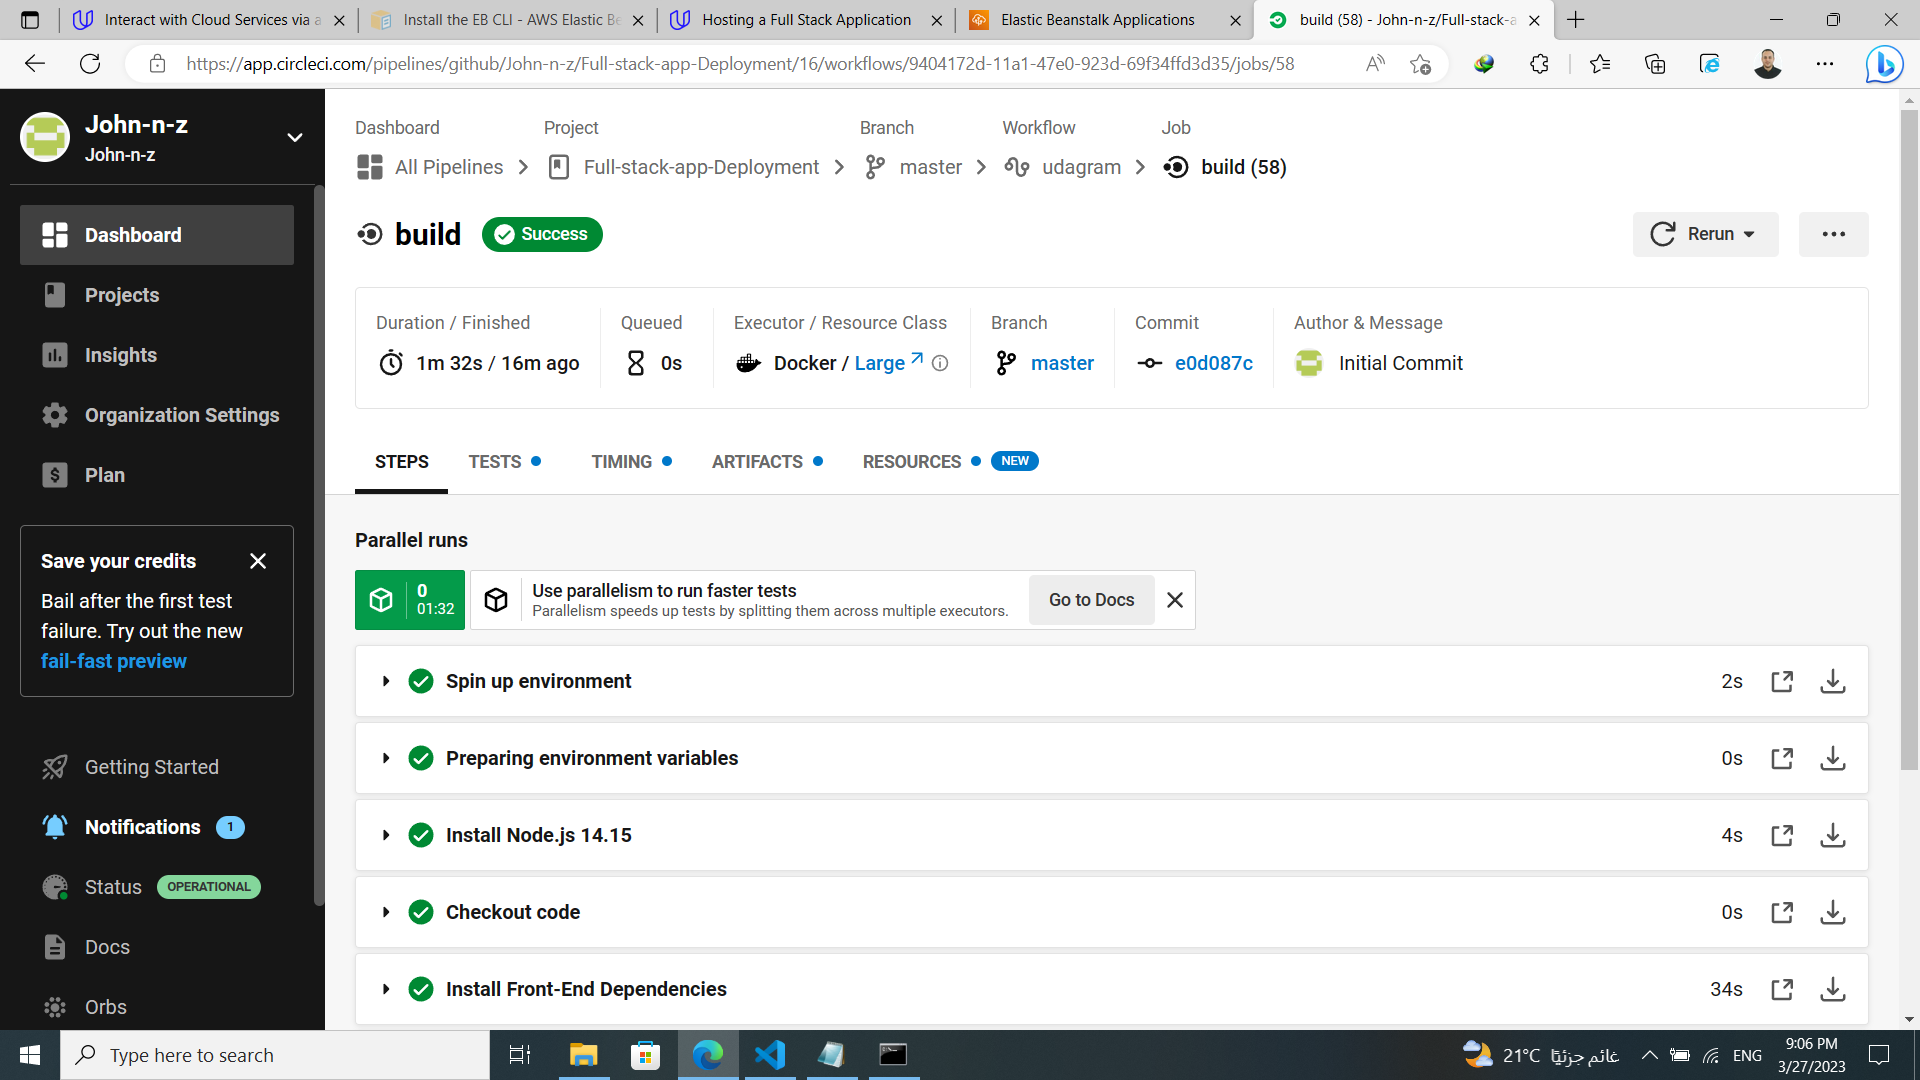 Interact with Cloud Services via a
Install the EB CLI - AWS Elastic Be
Hosting a Full Stack Application
Elastic Beanstalk Applications
build (58) - John-n-z/Full-stack-a
https://app.circleci.com/pipelines/github/John-n-z/Full-stack-app-Deployment/16/workflows/9404172d-11a1-47e0-923d-69f34ffd3d35/jobs/58
John-n-z
John-n-z
Dashboard
Projects
Insights
Organization Settings
Plan
Save your credits
Bail after the first test
failure. Try out the new
fail-fast preview
Getting Started
Notifications 1
Status OPERATIONAL
Docs
Orbs
Dashboard Project Branch Workflow Job
All Pipelines Full-stack-app-Deployment master udagram build (58)
build Success Rerun
Duration / Finished Queued Executor / Resource Class Branch Commit Author & Message
1m 32s / 16m ago 0s Docker / Large master e0d087c Initial Commit
STEPS TESTS TIMING ARTIFACTS RESOURCES NEW
Parallel runs
0
01:32
Use parallelism to run faster tests
Parallelism speeds up tests by splitting them across multiple executors.
Go to Docs
Spin up environment 2s
Preparing environment variables 0s
Install Node.js 14.15 4s
Checkout code 0s
Install Front-End Dependencies 34s
Type here to search
21°C غائم جزئيًا
ENG
9:06 PM
3/27/2023